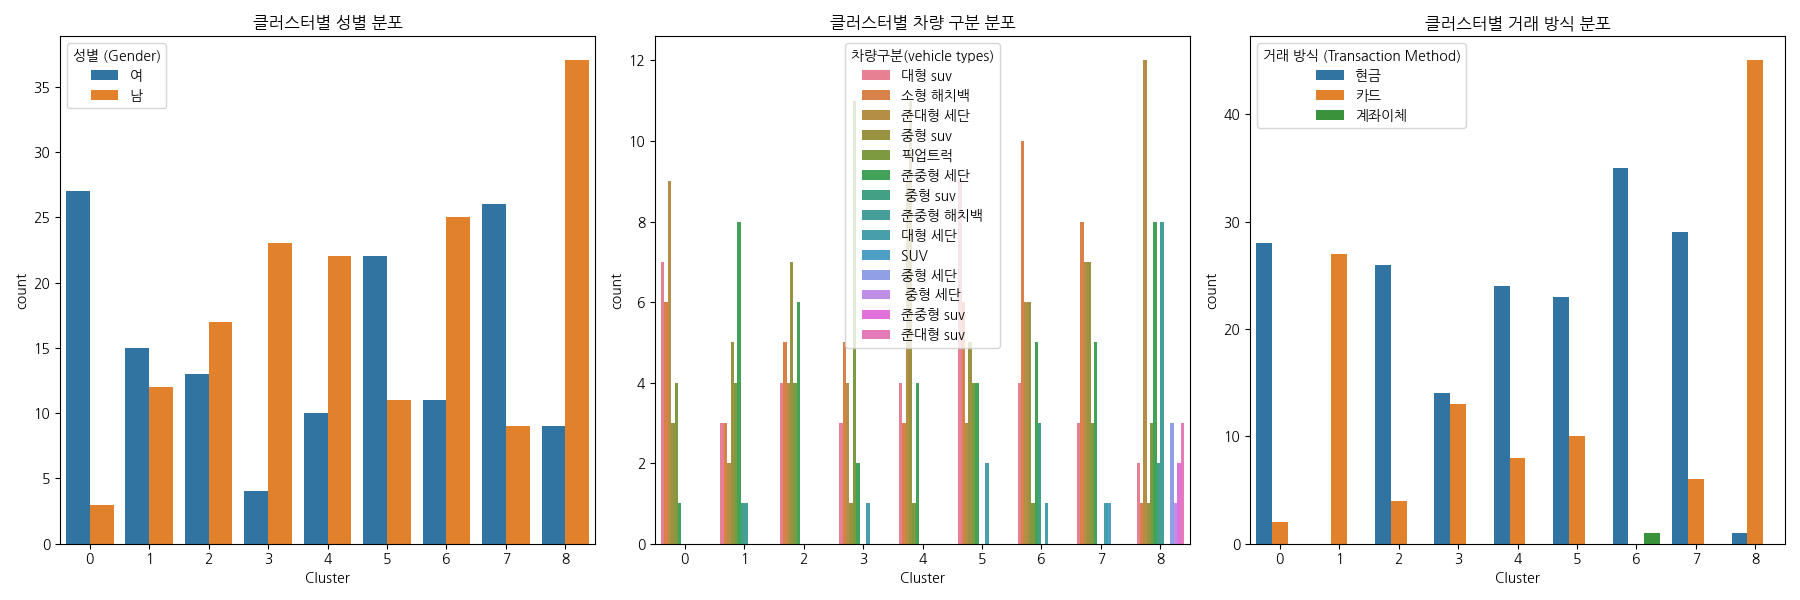 클러스터별 성별 분포
성별 (Gender)
여
남
count
0
5
10
15
20
25
30
35
0 1 2 3 4 5 6 7 8
Cluster
클러스터별 차량 구분 분포
차량구분(vehicle types)
대형 suv
소형 해치백
준대형 세단
중형 suv
픽업트럭
준중형 세단
중형 suv
준중형 해치백
대형 세단
SUV
중형 세단
중형 세단
준중형 suv
준대형 suv
count
0
2
4
6
8
10
12
0 1 2 3 4 5 6 7 8
Cluster
클러스터별 거래 방식 분포
거래 방식 (Transaction Method)
현금
카드
계좌이체
count
0
10
20
30
40
0 1 2 3 4 5 6 7 8
Cluster